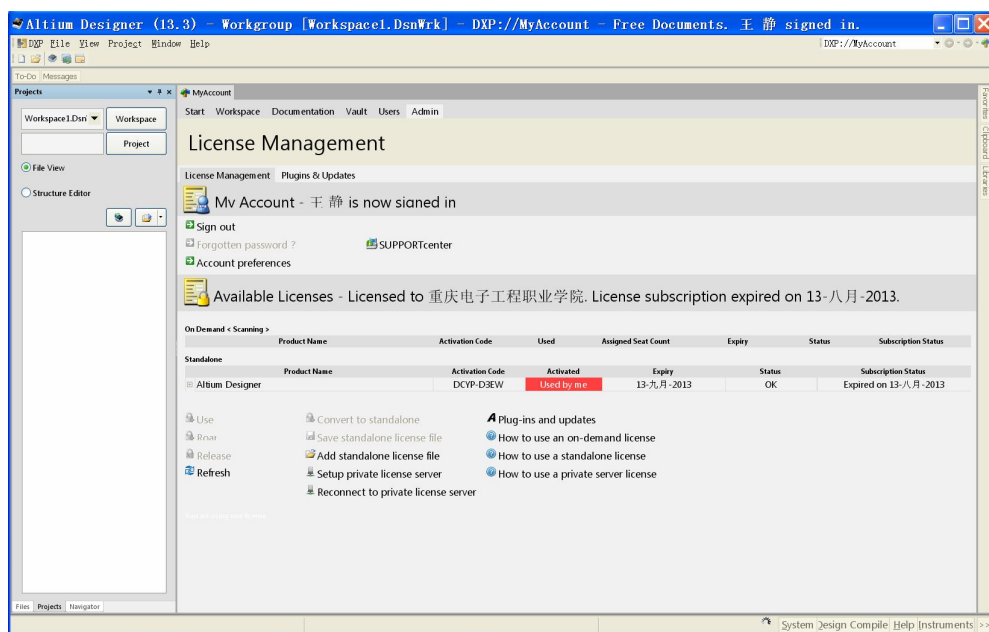 Altium Designer (13.3) - Workgroup [Workspace1.DsnWrk] - DXP://MyAccount - Free Documents. 王 静 signed in.
DXP File View Project Window Help
DXP://MyAccount
To-Do Messages
Projects
MyAccount
Favorites
Clipboard
Libraries
Start Workspace Documentation Vault Users Admin
Workspace1.Dsn
Workspace
Project
File View
Structure Editor
License Management
License Management Plugins & Updates
My Account - 王 静 is now signed in
Sign out
Forgotten password ?
SUPPORTcenter
Account preferences
Available Licenses - Licensed to 重庆电子工程职业学院. License subscription expired on 13-八月-2013.
On Demand < Scanning >
Product Name Activation Code Used Assigned Seat Count Expiry Status Subscription Status
Standalone
Product Name Activation Code Activated Expiry Status Subscription Status
Altium Designer DCYP-D3EW Used by me 13-九月-2013 OK Expired on 13-八月-2013
Use Convert to standalone Plug-ins and updates
Roar Save standalone license file How to use an on-demand license
Release Add standalone license file How to use a standalone license
Refresh Setup private license server How to use a private server license
Reconnect to private license server
Files Projects Navigator
System Design Compile Help Instruments >>